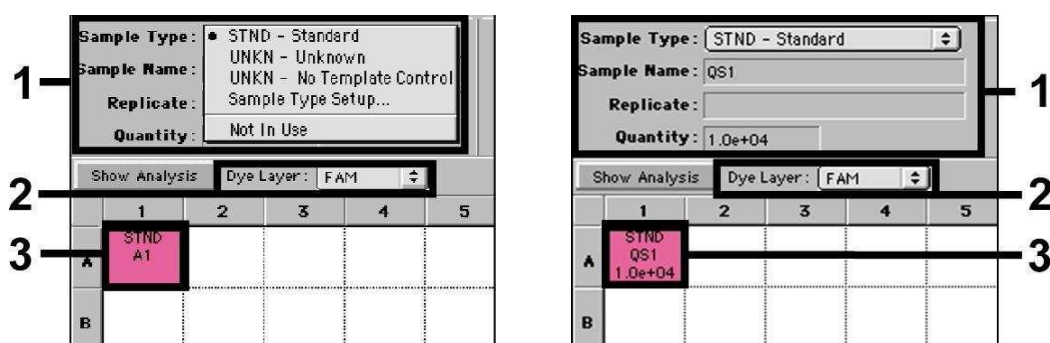 Sample Type:
• STND - Standard
UNKN - Unknown
Sample Name:
UNKN - No Template Control
Replicate:
Sample Type Setup...
Quantity:
Not In Use
1
Show Analysis
Dye Layer:
FAM
2
1 2 3 4 5
STND
A1
3
A
B
Sample Type:
STND - Standard
Sample Name:
QS1
Replicate:
Quantity:
1.0e+04
1
Show Analysis
Dye Layer:
FAM
2
1 2 3 4 5
STND
QS1
1.0e+04
3
A
B